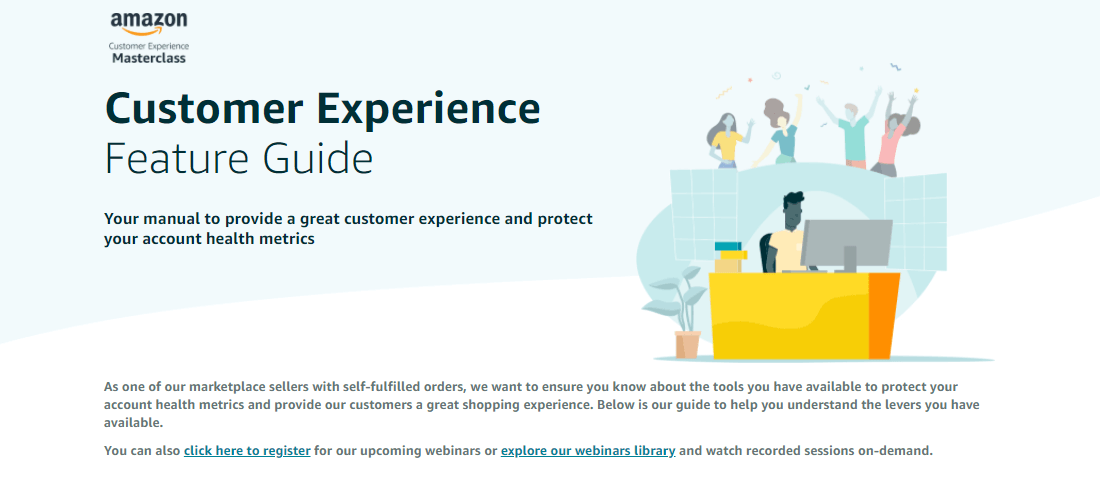 amazon
Customer Experience
Masterclass
Customer Experience
Feature Guide
Your manual to provide a great customer experience and protect
your account health metrics
As one of our marketplace sellers with self-fulfilled orders, we want to ensure you know about the tools you have available to protect your
account health metrics and provide our customers a great shopping experience. Below is our guide to help you understand the levers you have
available.
You can also click here to register for our upcoming webinars or explore our webinars library and watch recorded sessions on-demand.